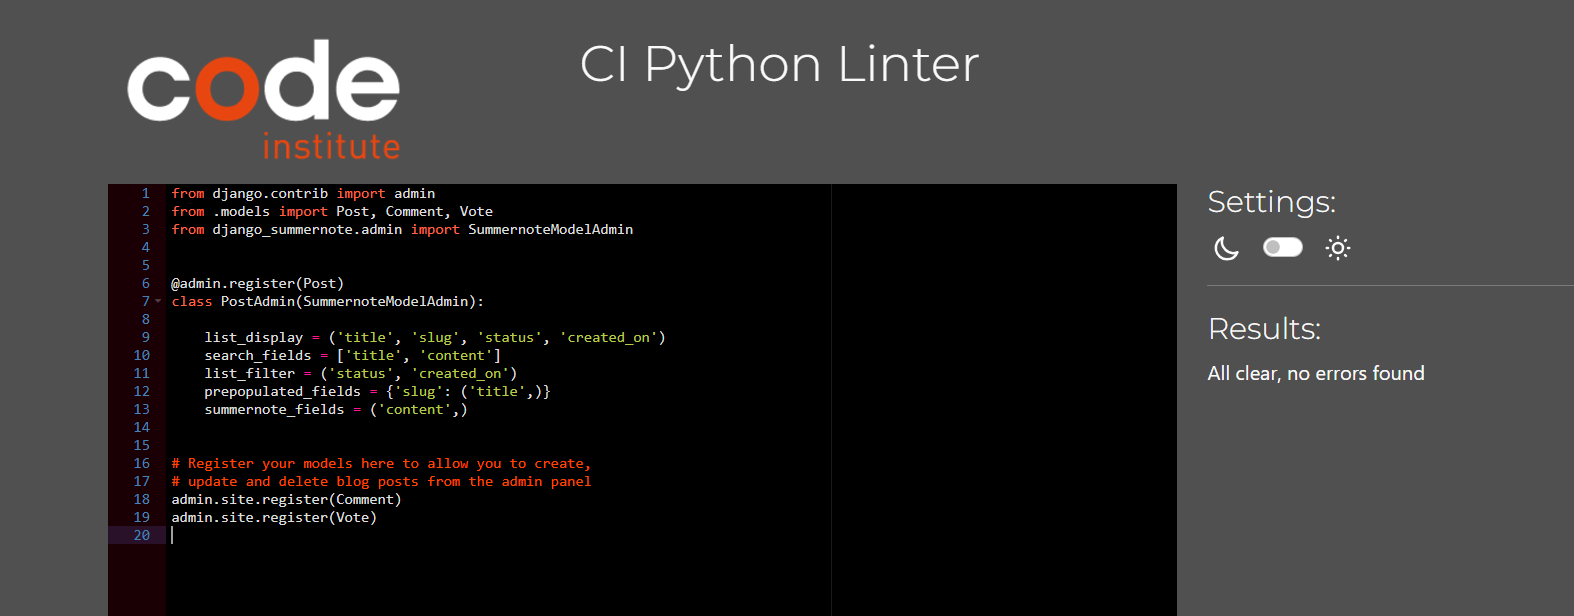 code
institute
CI Python Linter
1 from django.contrib import admin
2 from .models import Post, Comment, Vote
3 from django_summernote.admin import SummernoteModelAdmin
4
5
6 @admin.register(Post)
7 class PostAdmin(SummernoteModelAdmin):
8
9     list_display = ('title', 'slug', 'status', 'created_on')
10     search_fields = ['title', 'content']
11     list_filter = ('status', 'created_on')
12     prepopulated_fields = {'slug': ('title',)}
13     summernote_fields = ('content',)
14
15
16 # Register your models here to allow you to create,
17 # update and delete blog posts from the admin panel
18 admin.site.register(Comment)
19 admin.site.register(Vote)
20
Settings:
Results:
All clear, no errors found